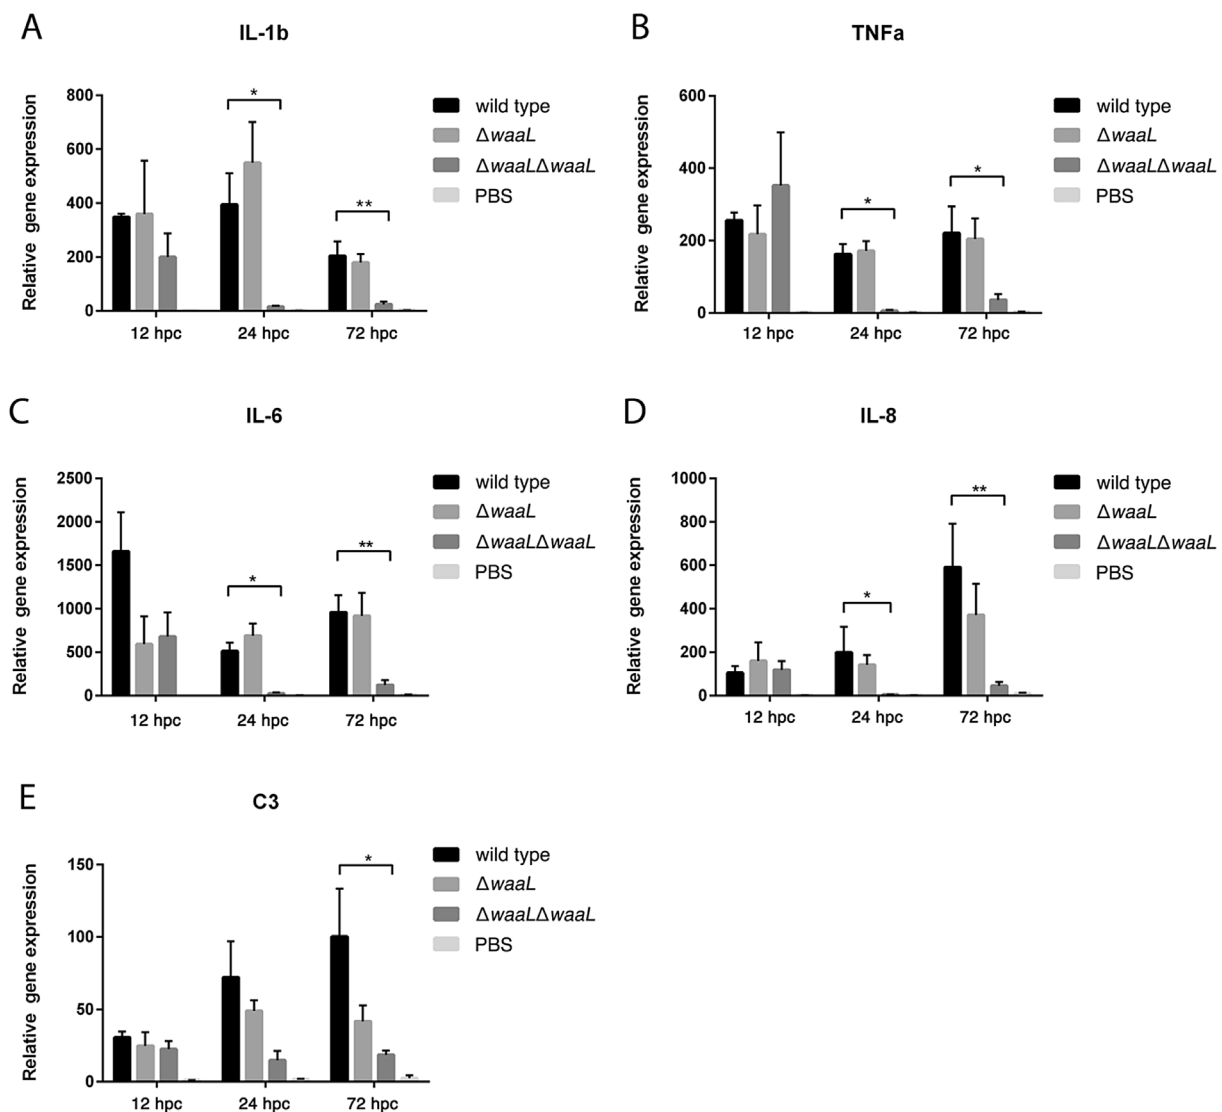 A
IL-1b
Relative gene expression
800
600
400
200
0
12 hpc
24 hpc
72 hpc
*
**
wild type
ΔwaaL
ΔwaaLΔwaaL
PBS
B
TNFa
Relative gene expression
600
400
200
0
12 hpc
24 hpc
72 hpc
*
*
wild type
ΔwaaL
ΔwaaLΔwaaL
PBS
C
IL-6
Relative gene expression
2500
2000
1500
1000
500
0
12 hpc
24 hpc
72 hpc
*
**
wild type
ΔwaaL
ΔwaaLΔwaaL
PBS
D
IL-8
Relative gene expression
1000
800
600
400
200
0
12 hpc
24 hpc
72 hpc
*
**
wild type
ΔwaaL
ΔwaaLΔwaaL
PBS
E
C3
Relative gene expression
150
100
50
0
12 hpc
24 hpc
72 hpc
*
wild type
ΔwaaL
ΔwaaLΔwaaL
PBS